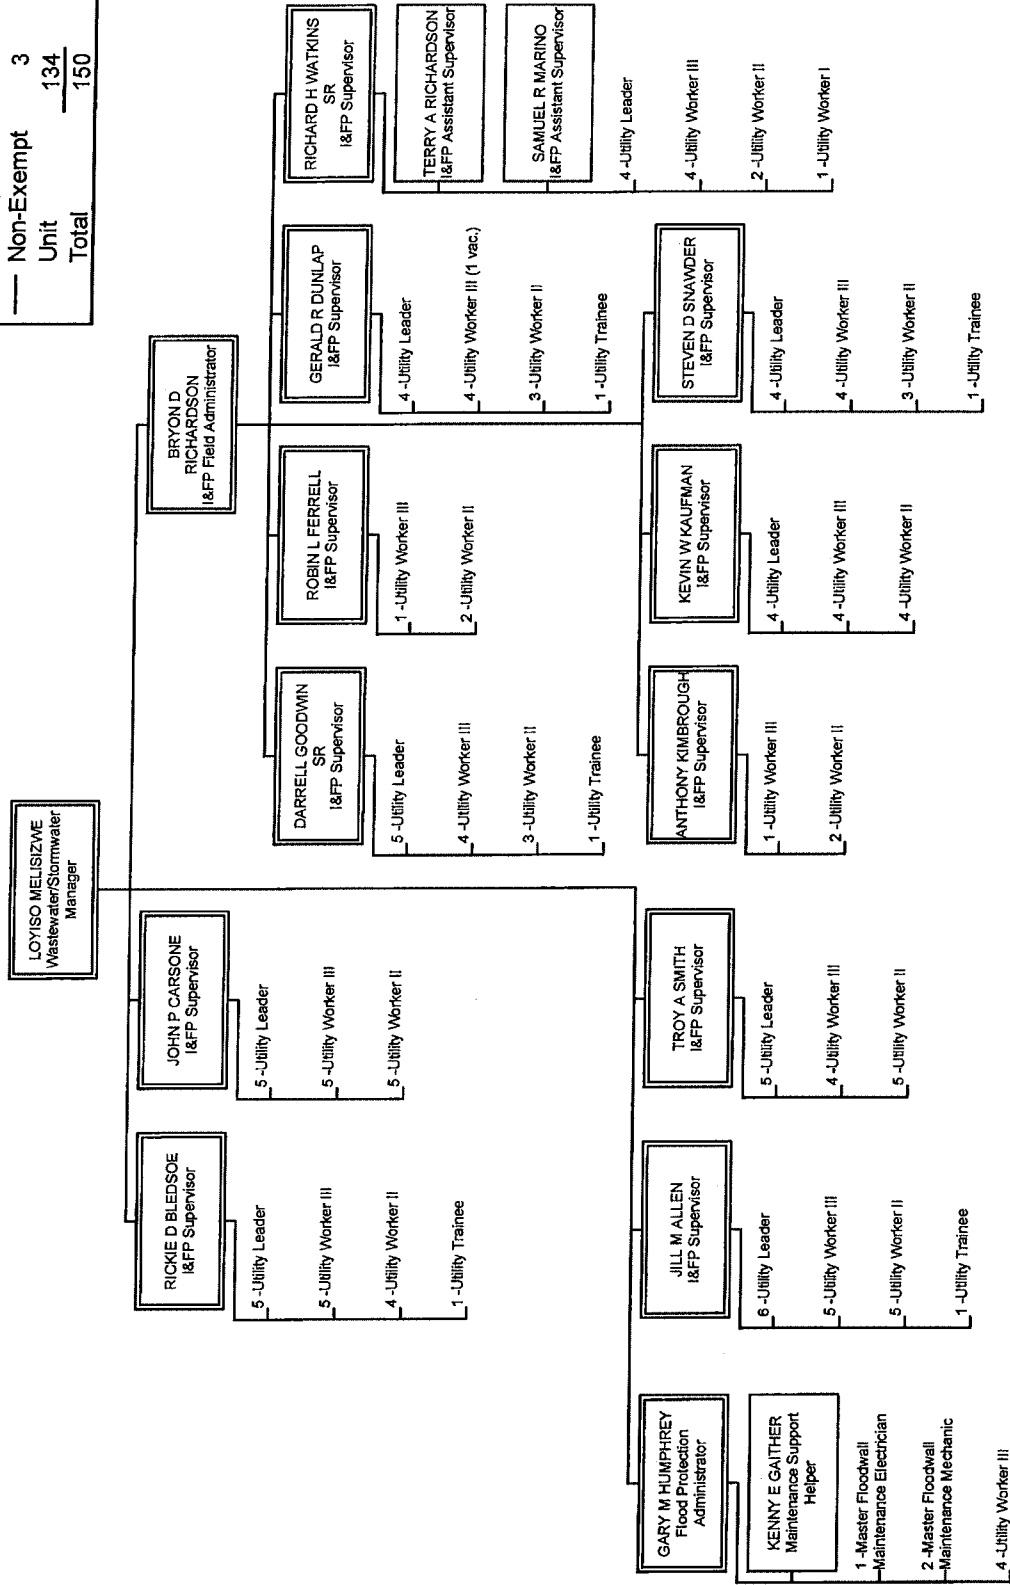 Non-Exempt 3
Unit 134
Total 150
LOYISO MELISIZWE
Wastewater/Stormwater
Manager
RICKIE D BLEDSOE
I&FP Supervisor
5 -Utility Leader
5 -Utility Worker III
4 -Utility Worker II
1 -Utility Trainee
JOHN P CARSONE
I&FP Supervisor
5 -Utility Leader
5 -Utility Worker III
5 -Utility Worker II
BRYON D
RICHARDSON
I&FP Field Administrator
DARRELL GOODWIN
SR
I&FP Supervisor
5 -Utility Leader
4 -Utility Worker III
3 -Utility Worker II
1 -Utility Trainee
ROBIN L FERRELL
I&FP Supervisor
1 -Utility Worker III
2 -Utility Worker II
GERALD R DUNLAP
I&FP Supervisor
4 -Utility Leader
4 -Utility Worker III (1 vac.)
3 -Utility Worker II
1 -Utility Trainee
RICHARD H WATKINS
SR
I&FP Supervisor
TERRY A RICHARDSON
I&FP Assistant Supervisor
SAMUEL R MARINO
I&FP Assistant Supervisor
4 -Utility Leader
4 -Utility Worker III
2 -Utility Worker II
1 -Utility Worker I
GARY M HUMPHREY
Flood Protection
Administrator
KENNY E GAITHER
Maintenance Support
Helper
1 -Master Floodwall
Maintenance Electrician
2 -Master Floodwall
Maintenance Mechanic
4 -Utility Worker III
JILL M ALLEN
I&FP Supervisor
6 -Utility Leader
5 -Utility Worker III
5 -Utility Worker II
1 -Utility Trainee
TROY A SMITH
I&FP Supervisor
5 -Utility Leader
4 -Utility Worker III
5 -Utility Worker II
ANTHONY KIMBROUGH
I&FP Supervisor
1 -Utility Worker III
2 -Utility Worker II
KEVIN W KAUFMAN
I&FP Supervisor
4 -Utility Leader
4 -Utility Worker III
4 -Utility Worker II
STEVEN D SNAWDER
I&FP Supervisor
4 -Utility Leader
4 -Utility Worker III
3 -Utility Worker II
1 -Utility Trainee